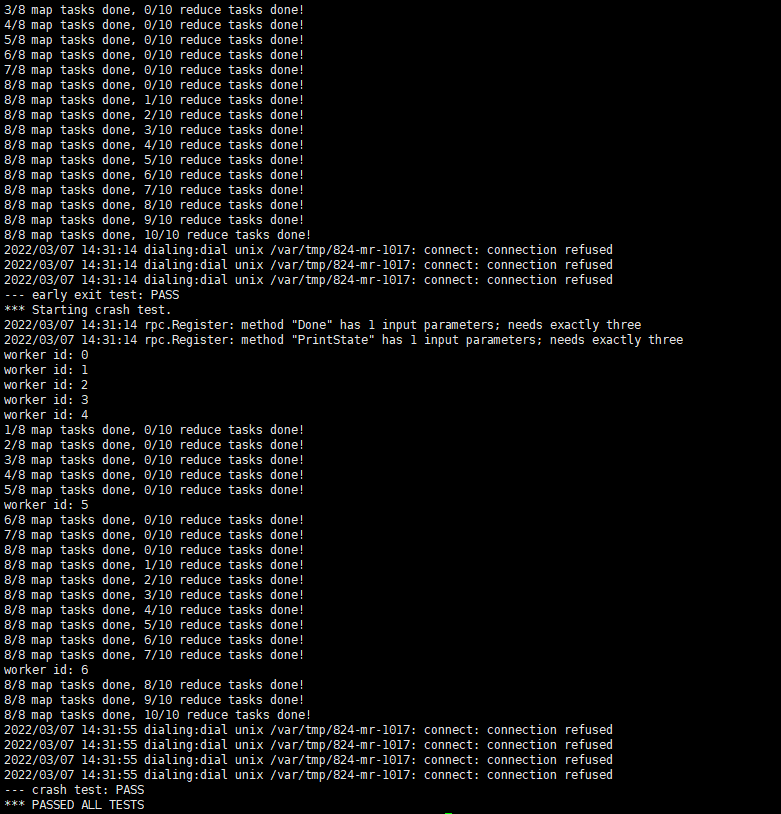 3/8 map tasks done, 0/10 reduce tasks done!
4/8 map tasks done, 0/10 reduce tasks done!
5/8 map tasks done, 0/10 reduce tasks done!
6/8 map tasks done, 0/10 reduce tasks done!
7/8 map tasks done, 0/10 reduce tasks done!
8/8 map tasks done, 0/10 reduce tasks done!
8/8 map tasks done, 1/10 reduce tasks done!
8/8 map tasks done, 2/10 reduce tasks done!
8/8 map tasks done, 3/10 reduce tasks done!
8/8 map tasks done, 4/10 reduce tasks done!
8/8 map tasks done, 5/10 reduce tasks done!
8/8 map tasks done, 6/10 reduce tasks done!
8/8 map tasks done, 7/10 reduce tasks done!
8/8 map tasks done, 8/10 reduce tasks done!
8/8 map tasks done, 9/10 reduce tasks done!
8/8 map tasks done, 10/10 reduce tasks done!
2022/03/07 14:31:14 dialing:dial unix /var/tmp/824-mr-1017: connect: connection refused
2022/03/07 14:31:14 dialing:dial unix /var/tmp/824-mr-1017: connect: connection refused
2022/03/07 14:31:14 dialing:dial unix /var/tmp/824-mr-1017: connect: connection refused
--- early exit test: PASS
*** Starting crash test.
2022/03/07 14:31:14 rpc.Register: method "Done" has 1 input parameters; needs exactly three
2022/03/07 14:31:14 rpc.Register: method "PrintState" has 1 input parameters; needs exactly three
worker id: 0
worker id: 1
worker id: 2
worker id: 3
worker id: 4
1/8 map tasks done, 0/10 reduce tasks done!
2/8 map tasks done, 0/10 reduce tasks done!
3/8 map tasks done, 0/10 reduce tasks done!
4/8 map tasks done, 0/10 reduce tasks done!
5/8 map tasks done, 0/10 reduce tasks done!
worker id: 5
6/8 map tasks done, 0/10 reduce tasks done!
7/8 map tasks done, 0/10 reduce tasks done!
8/8 map tasks done, 0/10 reduce tasks done!
8/8 map tasks done, 1/10 reduce tasks done!
8/8 map tasks done, 2/10 reduce tasks done!
8/8 map tasks done, 3/10 reduce tasks done!
8/8 map tasks done, 4/10 reduce tasks done!
8/8 map tasks done, 5/10 reduce tasks done!
8/8 map tasks done, 6/10 reduce tasks done!
8/8 map tasks done, 7/10 reduce tasks done!
worker id: 6
8/8 map tasks done, 8/10 reduce tasks done!
8/8 map tasks done, 9/10 reduce tasks done!
8/8 map tasks done, 10/10 reduce tasks done!
2022/03/07 14:31:55 dialing:dial unix /var/tmp/824-mr-1017: connect: connection refused
2022/03/07 14:31:55 dialing:dial unix /var/tmp/824-mr-1017: connect: connection refused
2022/03/07 14:31:55 dialing:dial unix /var/tmp/824-mr-1017: connect: connection refused
2022/03/07 14:31:55 dialing:dial unix /var/tmp/824-mr-1017: connect: connection refused
--- crash test: PASS
*** PASSED ALL TESTS